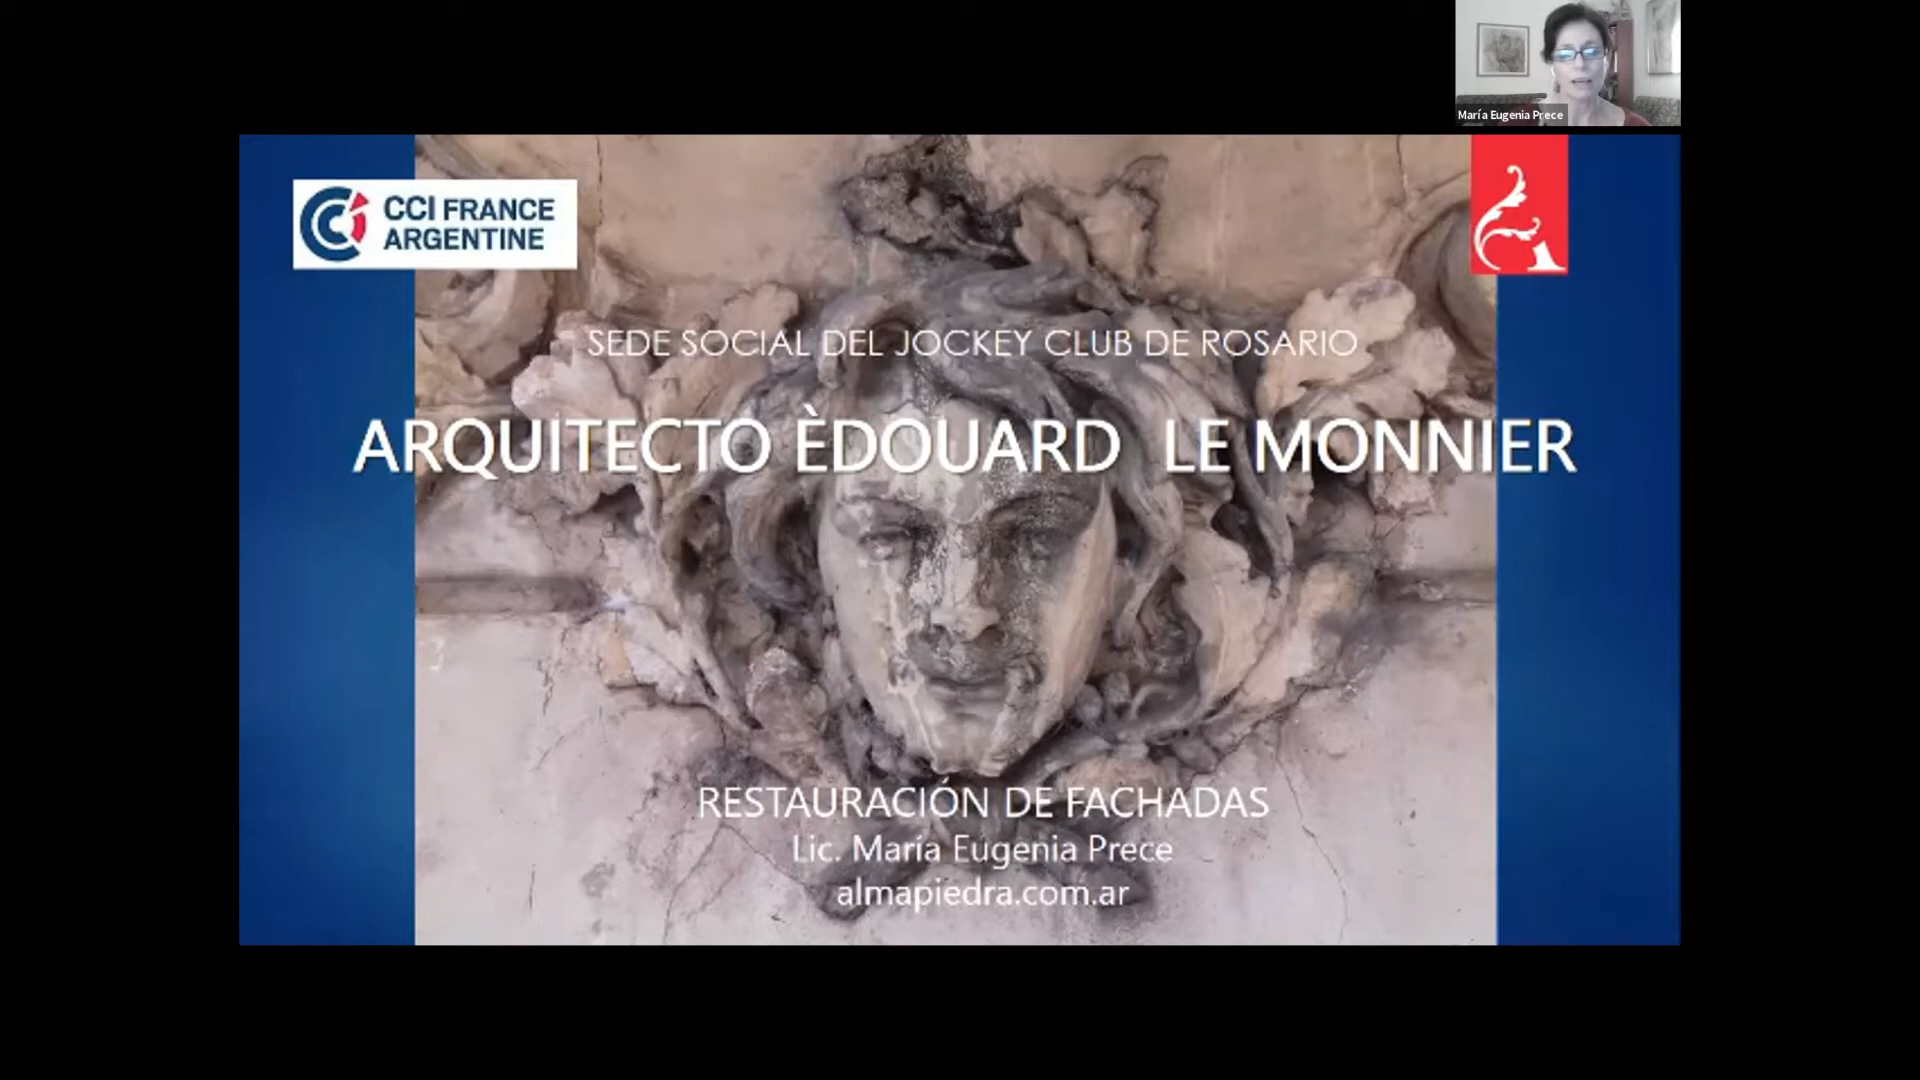 María Eugenia Prece
CCI FRANCE
ARGENTINE
SEDE SOCIAL DEL JOCKEY CLUB DE ROSARIO
ARQUITECTO ÈDOUARD LE MONNIER
RESTAURACIÓN DE FACHADAS
Lic. María Eugenia Prece
almapiedra.com.ar